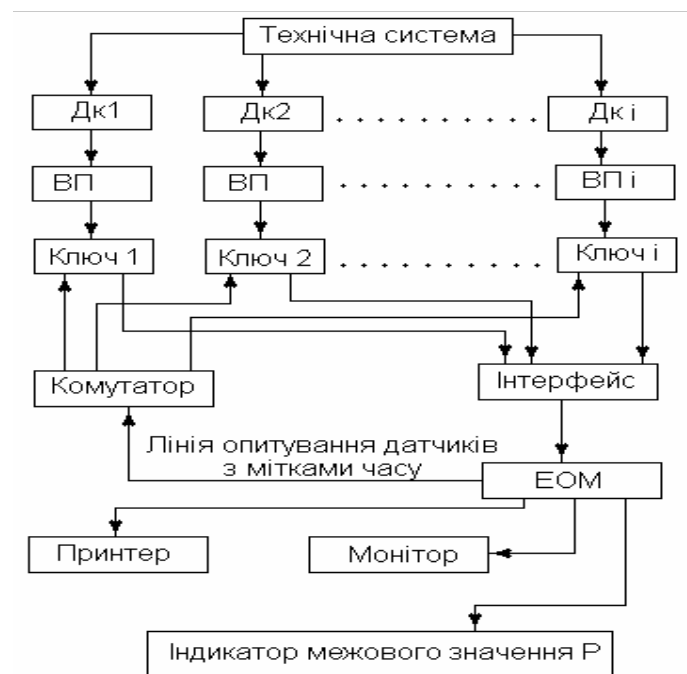 Технічна система
Дк1
Дк2
Дк і
ВП
ВП
ВП і
Ключ 1
Ключ 2
Ключ і
Комутатор
Інтерфейс
Лінія опитування датчиків
з мітками часу
ЕОМ
Принтер
Монітор
Індикатор межового значення Р